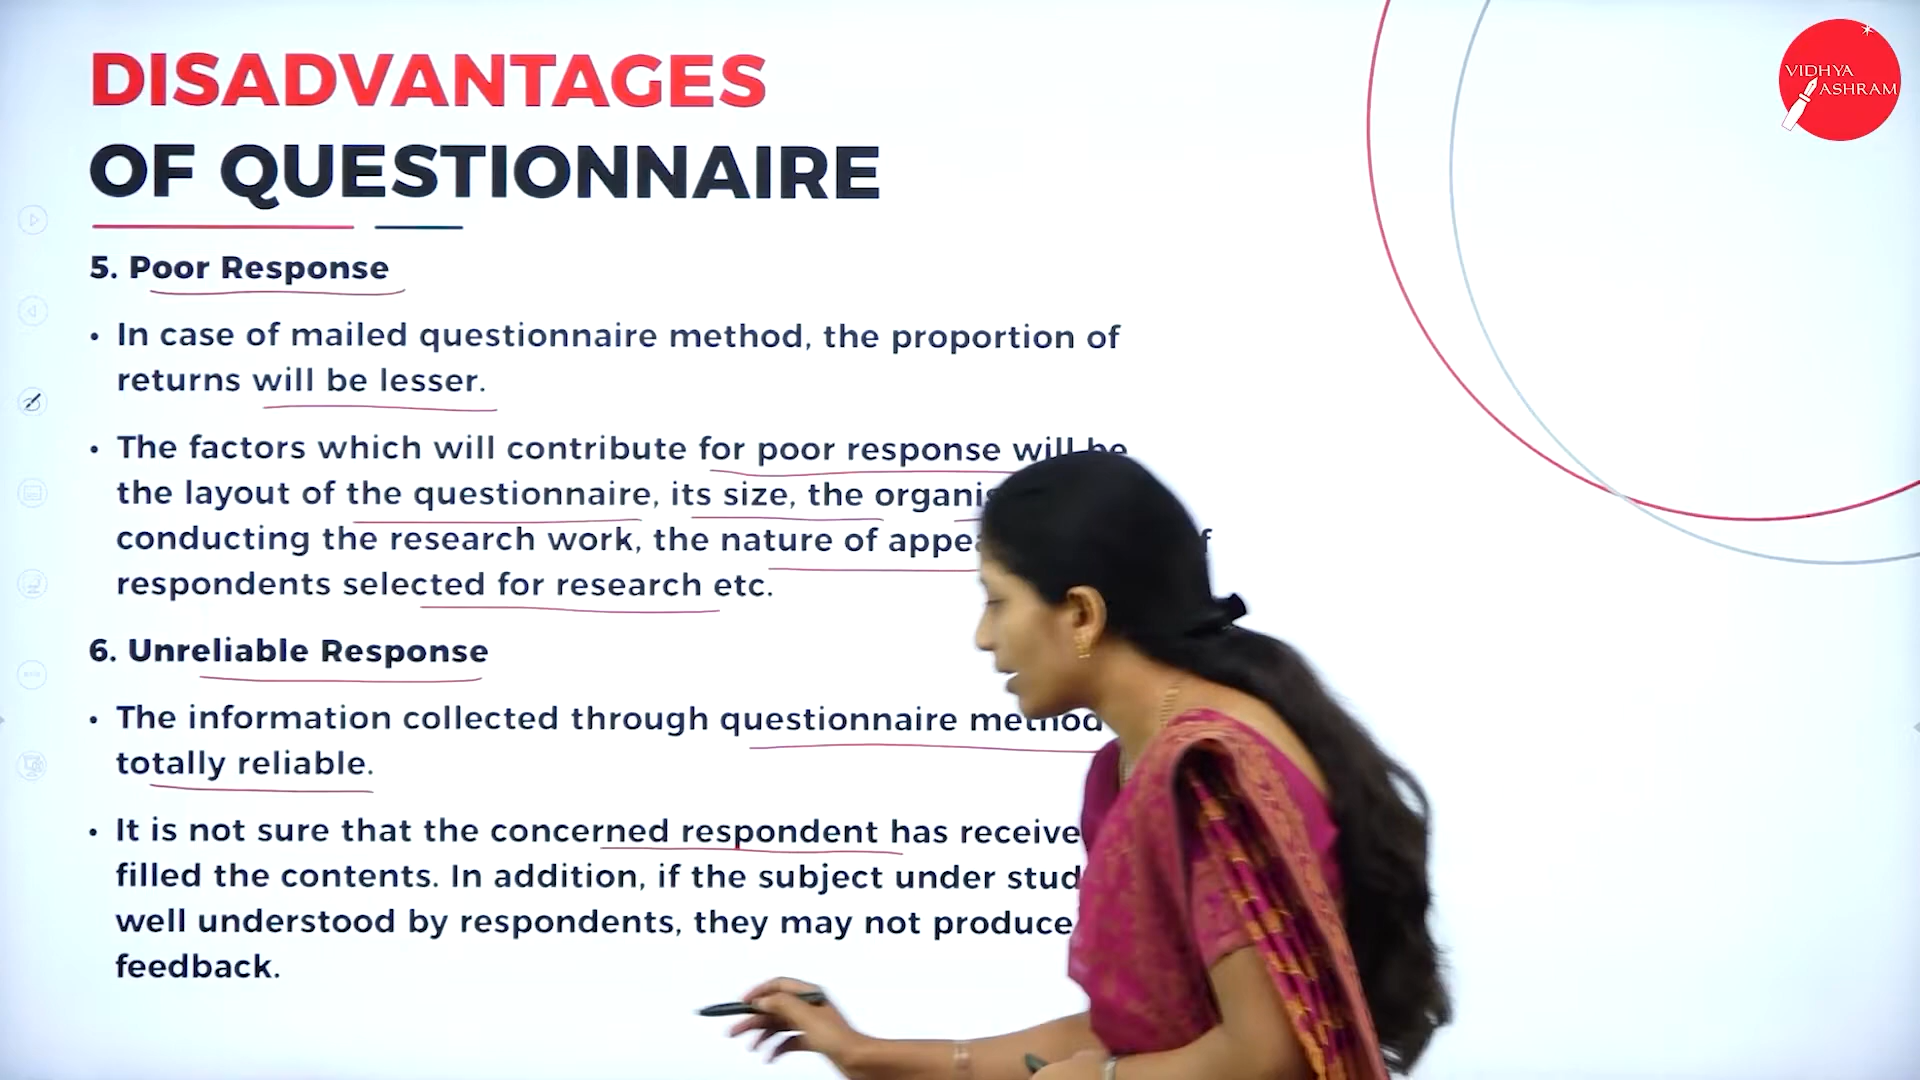 DISADVANTAGES
OF QUESTIONNAIRE
VIDHYA
ASHRAM
5. Poor Response
• In case of mailed questionnaire method, the proportion of
returns will be lesser.
• The factors which will contribute for poor response will be
the layout of the questionnaire, its size, the
conducting the research work, the nature of
respondents selected for research etc.
6. Unreliable Response
• The information collected through questionnaire method
totally reliable.
• It is not sure that the concerned respondent has
filled the contents. In addition, if the subject under
well understood by respondents, they may not produce
feedback.